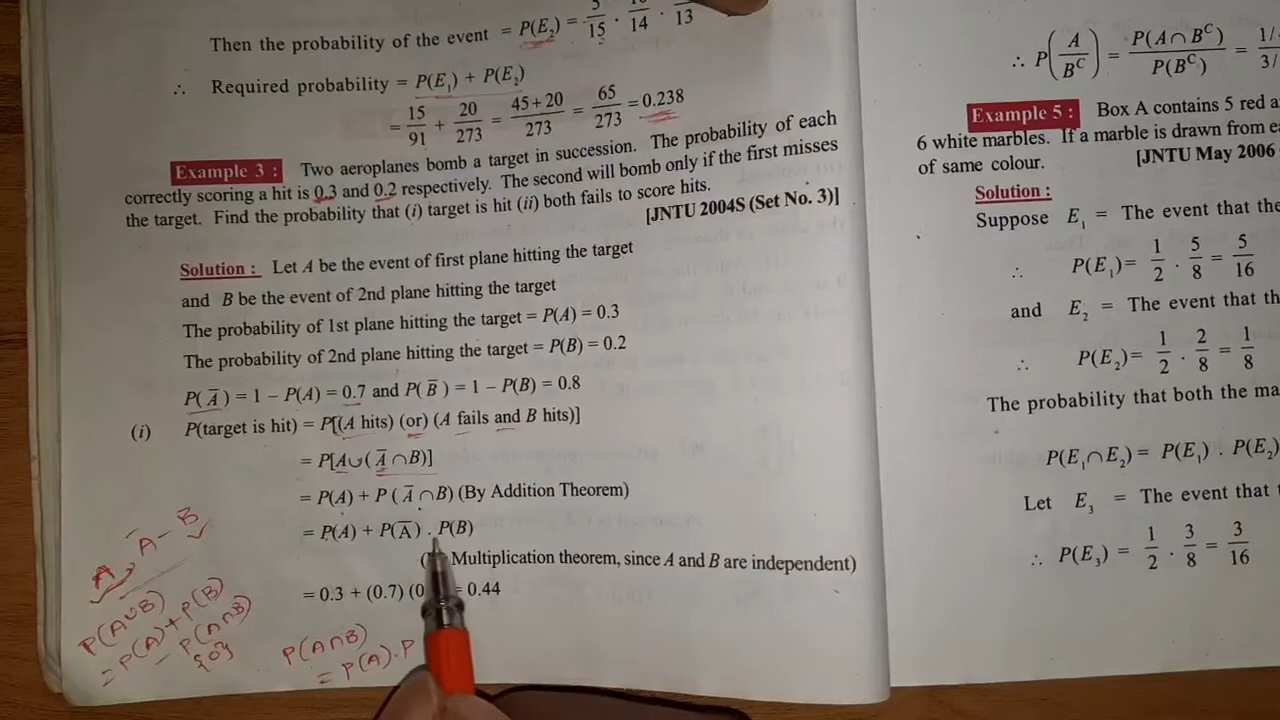 Then the probability of the event = P(E₂) = 5/15 · 10/14 · /13
∴ Required probability = P(E₁) + P(E₂)
= 15/91 + 20/273 = 45+20/273 = 65/273 = 0.238
Example 3 : Two aeroplanes bomb a target in succession. The probability of each
correctly scoring a hit is 0.3 and 0.2 respectively. The second will bomb only if the first misses
the target. Find the probability that (i) target is hit (ii) both fails to score hits.
[JNTU 2004S (Set No. 3)]
Solution : Let A be the event of first plane hitting the target
and B be the event of 2nd plane hitting the target
The probability of 1st plane hitting the target = P(A) = 0.3
The probability of 2nd plane hitting the target = P(B) = 0.2
P(A̅) = 1 – P(A) = 0.7 and P(B̅) = 1 – P(B) = 0.8
(i) P(target is hit) = P[(A hits) (or) (A fails and B hits)]
= P[A∪(A̅∩B)]
= P(A) + P(A̅∩B) (By Addition Theorem)
= P(A) + P(A̅) . P(B)
( Multiplication theorem, since A and B are independent)
= 0.3 + (0.7) (0 = 0.44
A, A̅ – B
P(A∪B)
= P(A)+P(B)
– P(A∩B)
P(A∩B)
= P(A).P
∴ P(A/B^C) = P(A∩B^C)/P(B^C) = 1/ 3/
Example 5 : Box A contains 5 red a
6 white marbles. If a marble is drawn from e
of same colour. [JNTU May 2006
Solution :
Suppose E₁ = The event that the
∴ P(E₁)= 1/2 . 5/8 = 5/16
and E₂ = The event that th
∴ P(E₂)= 1/2 . 2/8 = 1/8
The probability that both the ma
P(E₁∩E₂)= P(E₁) . P(E₂)
Let E₃ = The event that t
∴ P(E₃) = 1/2 . 3/8 = 3/16